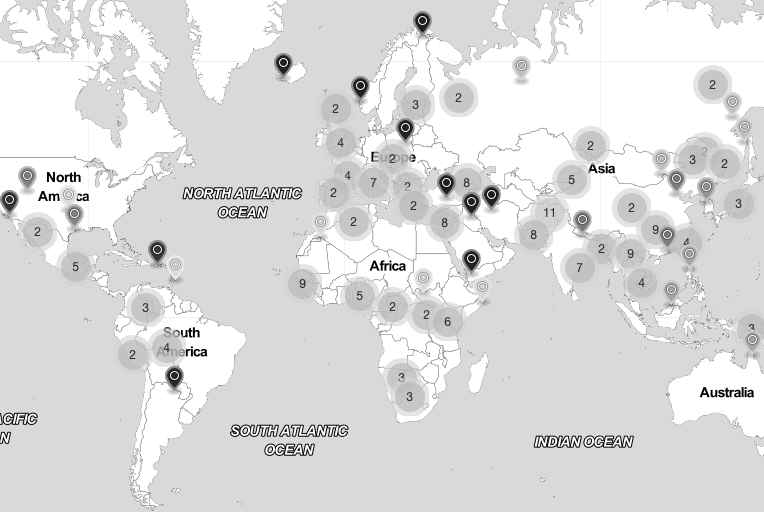 2
2
3
2
4
2
Europe
2
Asia
3
2
2
North
America
4
7
8
5
2
2
NORTH ATLANTIC
OCEAN
2
11
2
3
2
2
8
8
9
4
2
9
5
Africa
7
4
9
5
3
2
2
6
3
South
America
4
2
3
Australia
3
ACIFIC
N
SOUTH ATLANTIC
OCEAN
INDIAN OCEAN